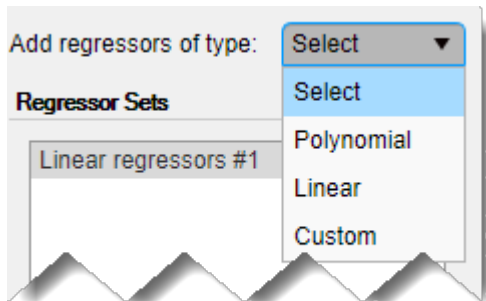 Add regressors of type: Select
Select
Regressor Sets
Polynomial
Linear regressors #1
Linear
Custom